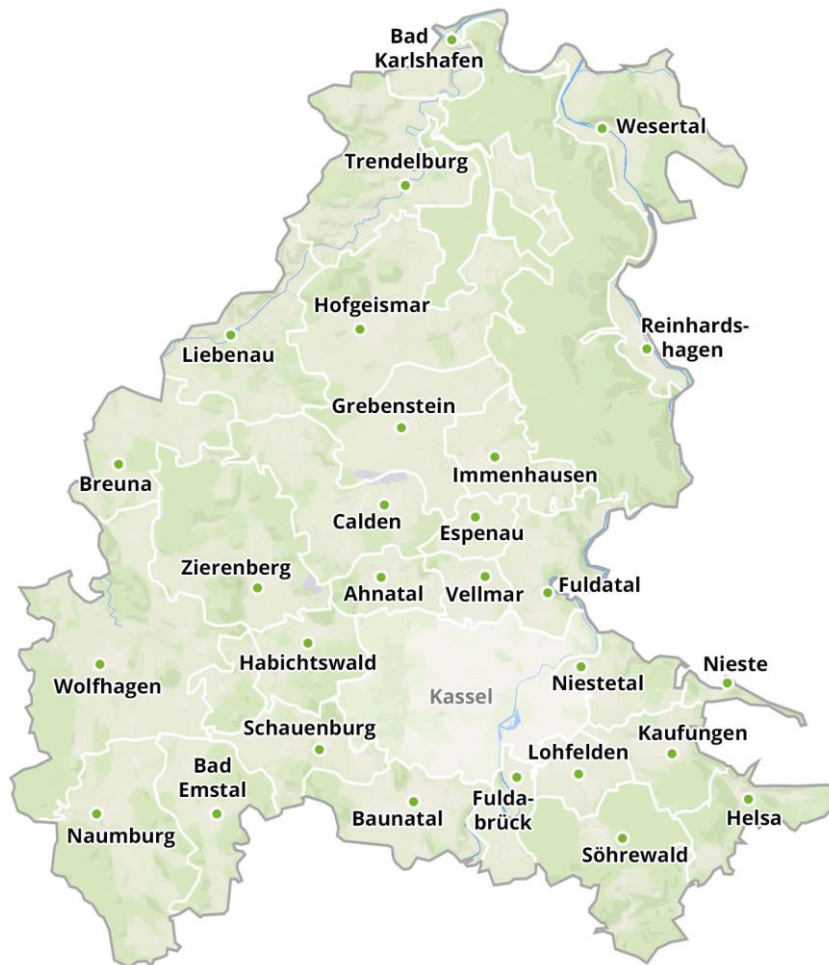 Bad
Karlshafen
Wesertal
Trendelburg
Hofgeismar
Reinhards-
hagen
Liebenau
Grebenstein
Immenhausen
Breuna
Calden
Espenau
Zierenberg
Ahnatal
Vellmar
Fuldatal
Habichtswald
Wolfhagen
Kassel
Niestetal
Nieste
Schauenburg
Lohfelden
Kaufungen
Bad
Emstal
Naumburg
Baunatal
Fulda-
brück
Helsa
Söhrewald